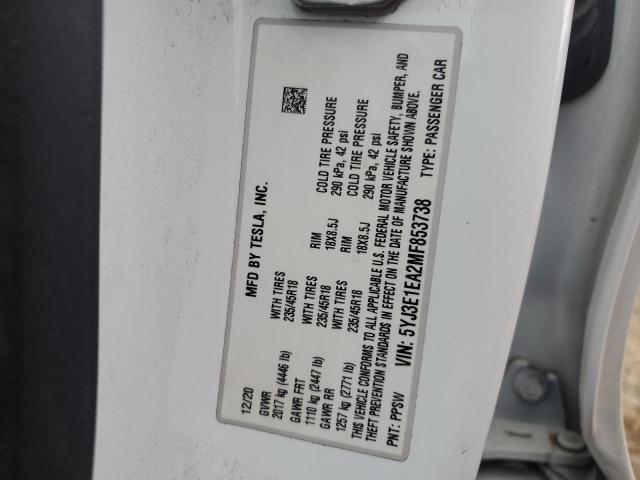 MFD BY TESLA, INC.
12/20
GVWR
2017 kg (4446 lb) WITH TIRES 235/45R18 RIM 18X8.5J COLD TIRE PRESSURE 290 kPa, 42 psi
GAWR FRT
1110 kg (2447 lb) WITH TIRES 235/45R18 RIM 18X8.5J COLD TIRE PRESSURE 290 kPa, 42 psi
GAWR RR
1257 kg (2771 lb) WITH TIRES 235/45R18
THIS VEHICLE CONFORMS TO ALL APPLICABLE U.S. FEDERAL MOTOR VEHICLE SAFETY, BUMPER, AND
THEFT PREVENTION STANDARDS IN EFFECT ON THE DATE OF MANUFACTURE SHOWN ABOVE.
VIN: 5YJ3E1EA2MF853738 TYPE: PASSENGER CAR
PNT: PPSW